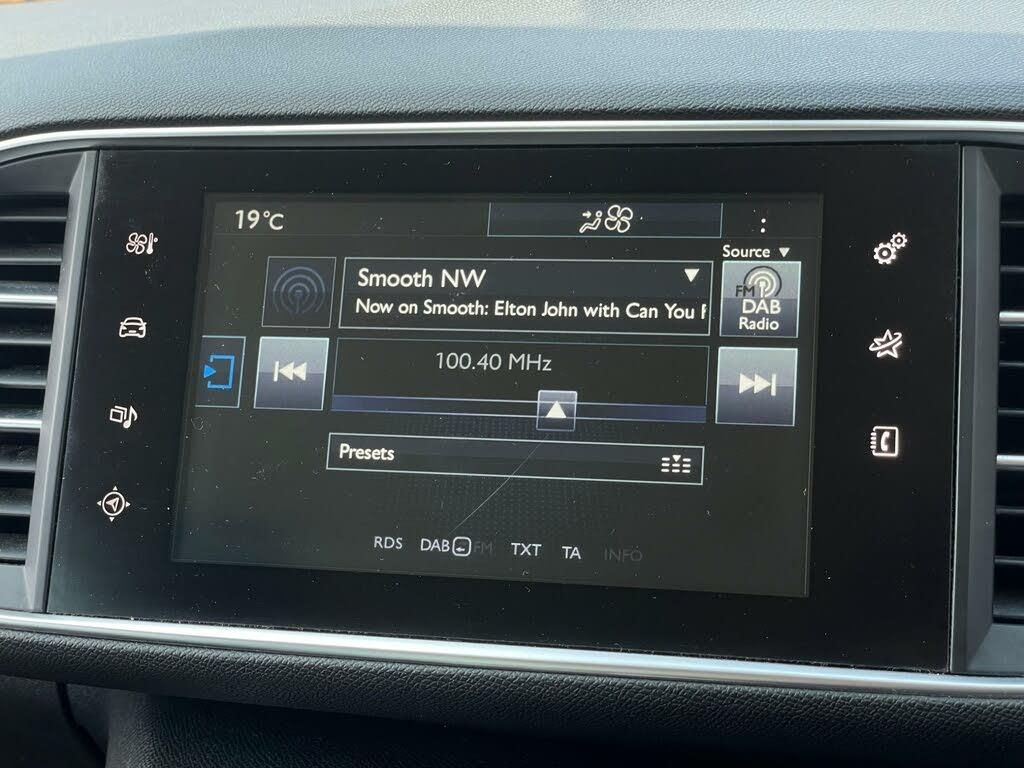 19°C
Source
Smooth NW
Now on Smooth: Elton John with Can You
FM
DAB
Radio
100.40 MHz
Presets
RDS DAB FM TXT TA INFO